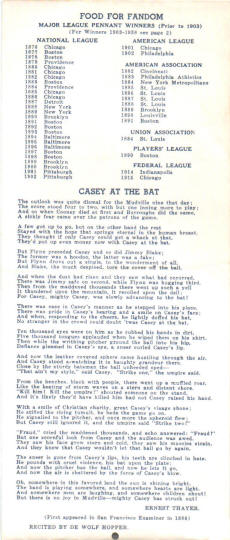 FOOD FOR FANDOM
MAJOR LEAGUE PENNANT WINNERS (Prior to 1903)
(For Winners 1903-1938 see page 2)
NATIONAL LEAGUE
1876 Chicago
1877 Boston
1878 Boston
1879 Providence
1880 Chicago
1881 Chicago
1882 Chicago
1883 Boston
1884 Providence
1885 Chicago
1886 Chicago
1887 Detroit
1888 New York
1889 New York
1890 Brooklyn
1891 Boston
1892 Boston
1893 Boston
1894 Baltimore
1895 Baltimore
1896 Baltimore
1897 Boston
1898 Boston
1899 Brooklyn
1900 Brooklyn
1901 Pittsburgh
1902 Pittsburgh
AMERICAN LEAGUE
1901 Chicago
1902 Philadelphia
AMERICAN ASSOCIATION
1882 Cincinnati
1883 Philadelphia Athletics
1884 New York Metropolitans
1885 St. Louis
1886 St. Louis
1887 St. Louis
1888 St. Louis
1889 Brooklyn
1890 Louisville
1891 Boston
UNION ASSOCIATION
1884 St. Louis
PLAYERS' LEAGUE
1890 Boston
FEDERAL LEAGUE
1914 Indianapolis
1915 Chicago
CASEY AT THE BAT
The outlook was quite dismal for the Mudville nine that day;
The score stood four to two, with but one inning more to play;
And so when Cooney died at first and Burroughs did the same,
A sickly fear came over the patrons of the game.
A few got up to go, but on the other hand the rest
Stayed with the hope that springs eternal in the human breast.
They thought if only Casey could get a whack at that,
They'd put up even money now with Casey at the bat.
But Flynn preceded Casey and so did Jimmy Blake;
The former was a hoodoo, the latter was a fake;
But Flynn drove out a single, to the wonderment of all,
And Blake, the much despised, tore the cover off the ball.
And when the dust had risen and they saw what had occurred,
There was Jimmy safe on second, while Flynn was hugging third.
Then from the maddened thousands there went up such a yell
It thundered upon the mountain, it recoiled upon the flat,
For Casey, mighty Casey, was slowly advancing to the bat!
There was ease in Casey's manner as he stepped into his place,
There was pride in Casey's bearing and a smile on Casey's face;
And when, responding to the cheers, he lightly doffed his hat,
No stranger in the crowd could doubt 'twas Casey at the bat.
Ten thousand eyes were on him as he rubbed his hands in dirt,
Five thousand tongues applauded when he wiped them on his shirt.
Then while the writhing pitcher ground the ball into his hip,
Defiance gleamed in Casey's eye, a sneer curled Casey's lip.
And now the leather covered sphere came hurtling through the air,
And Casey stood a-watching it in haughty grandeur there.
Close by the sturdy batsman the ball unheeded sped—
"That ain't my style," said Casey. "Strike one," the umpire said.
From the benches, black with people, there went up a muffled roar,
Like the beating of storm waves on a stern and distant shore,
"Kill him! Kill the umpire!" shouted someone on the stand,
And it's likely they'd have killed him had not Casey raised his hand.
With a smile of Christian charity, great Casey's visage shone;
He stilled the rising tumult, he bade the game go on.
He signalled to the pitcher, and once more the spheroid flew;
But Casey still ignored it, and the umpire said "Strike two!"
"Fraud," cried the maddened thousands, and echo answered: "Fraud!"
But one scornful look from Casey and the audience was awed.
They saw his face grow stern and cold, they saw his muscles strain,
And they knew that Casey wouldn't let that ball go by again.
The sneer is gone from Casey's lips, his teeth are clinched in hate,
He pounds with cruel violence, his bat upon the plate;
And now the pitcher has the ball, and now he lets it go,
And now the air is shattered by the force of Casey's blow.
Oh, somewhere in this favored land the sun is shining bright,
The band is playing somewhere, and somewhere hearts are light,
And somewhere men are laughing, and somewhere children shout!
But there is no joy in Mudville—mighty Casey has struck out!
ERNEST THAYER.
(First appeared in San Francisco Examiner in 1888)
RECITED BY DE WOLF HOPPER.